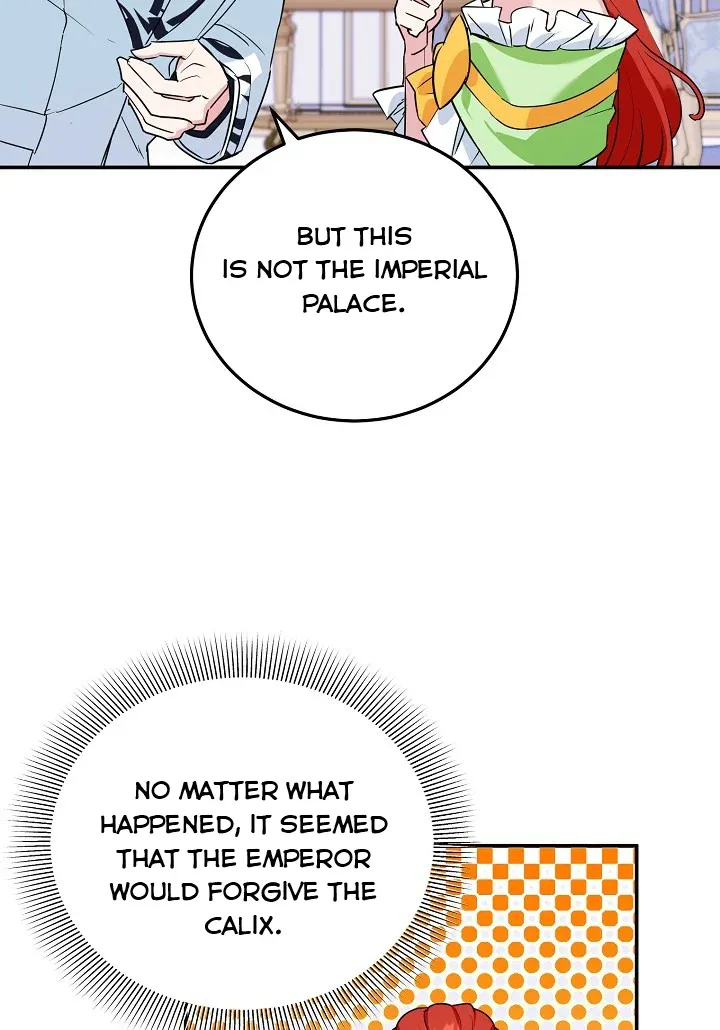 BUT THIS
IS NOT THE IMPERIAL
PALACE.
NO MATTER WHAT
HAPPENED, IT SEEMED
THAT THE EMPEROR
WOULD FORGIVE THE
CALIX.